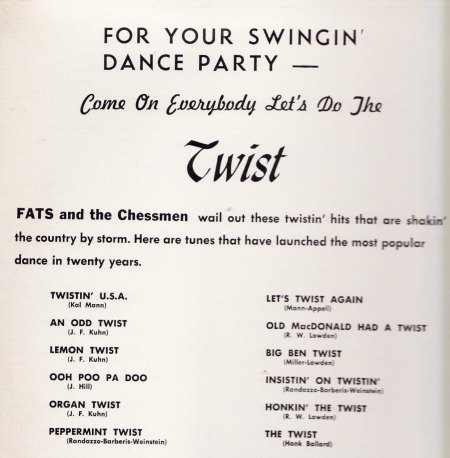 FOR YOUR SWINGIN'
DANCE PARTY —
Come On Everybody Let's Do The
Twist
FATS and the Chessmen wail out these twistin' hits that are shakin'
the country by storm. Here are tunes that have launched the most popular
dance in twenty years.
TWISTIN' U.S.A.
(Kal Mann)
AN ODD TWIST
(J. F. Kuhn)
LEMON TWIST
(J. F. Kuhn)
OOH POO PA DOO
(J. Hill)
ORGAN TWIST
(J. F. Kuhn)
PEPPERMINT TWIST
(Randazzo-Barberis-Weinstein)
LET'S TWIST AGAIN
(Mann-Appell)
OLD MacDONALD HAD A TWIST
(R. W. Lowden)
BIG BEN TWIST
(Miller-Lowden)
INSISTIN' ON TWISTIN'
(Randazzo-Barberis-Weinstein)
HONKIN' THE TWIST
(R. W. Lowden)
THE TWIST
(Hank Ballard)